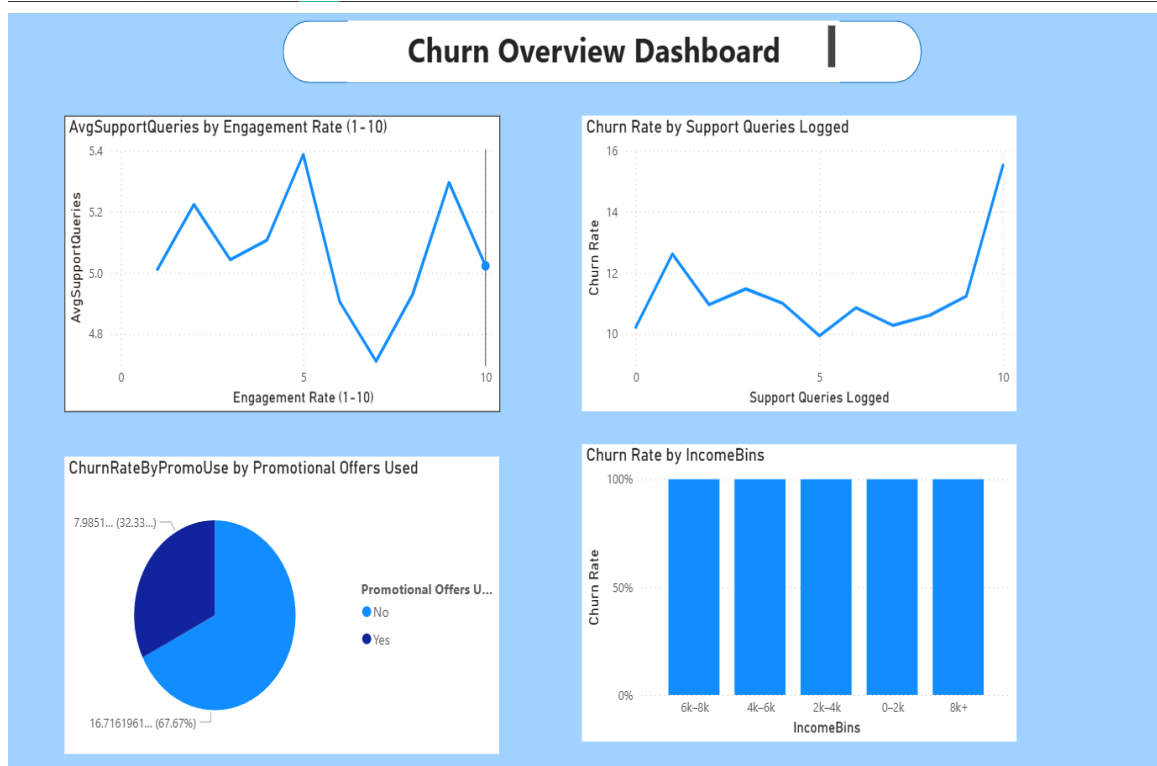 Churn Overview Dashboard
AvgSupportQueries by Engagement Rate (1-10)
5.4
5.2
5.0
4.8
AvgSupportQueries
0
5
10
Engagement Rate (1-10)
Churn Rate by Support Queries Logged
16
14
12
10
Churn Rate
0
5
10
Support Queries Logged
ChurnRateByPromoUse by Promotional Offers Used
7.9851... (32.33...)
16.7161961... (67.67%)
Promotional Offers U...
No
Yes
Churn Rate by IncomeBins
100%
50%
0%
Churn Rate
6k–8k
4k–6k
2k–4k
0–2k
8k+
IncomeBins